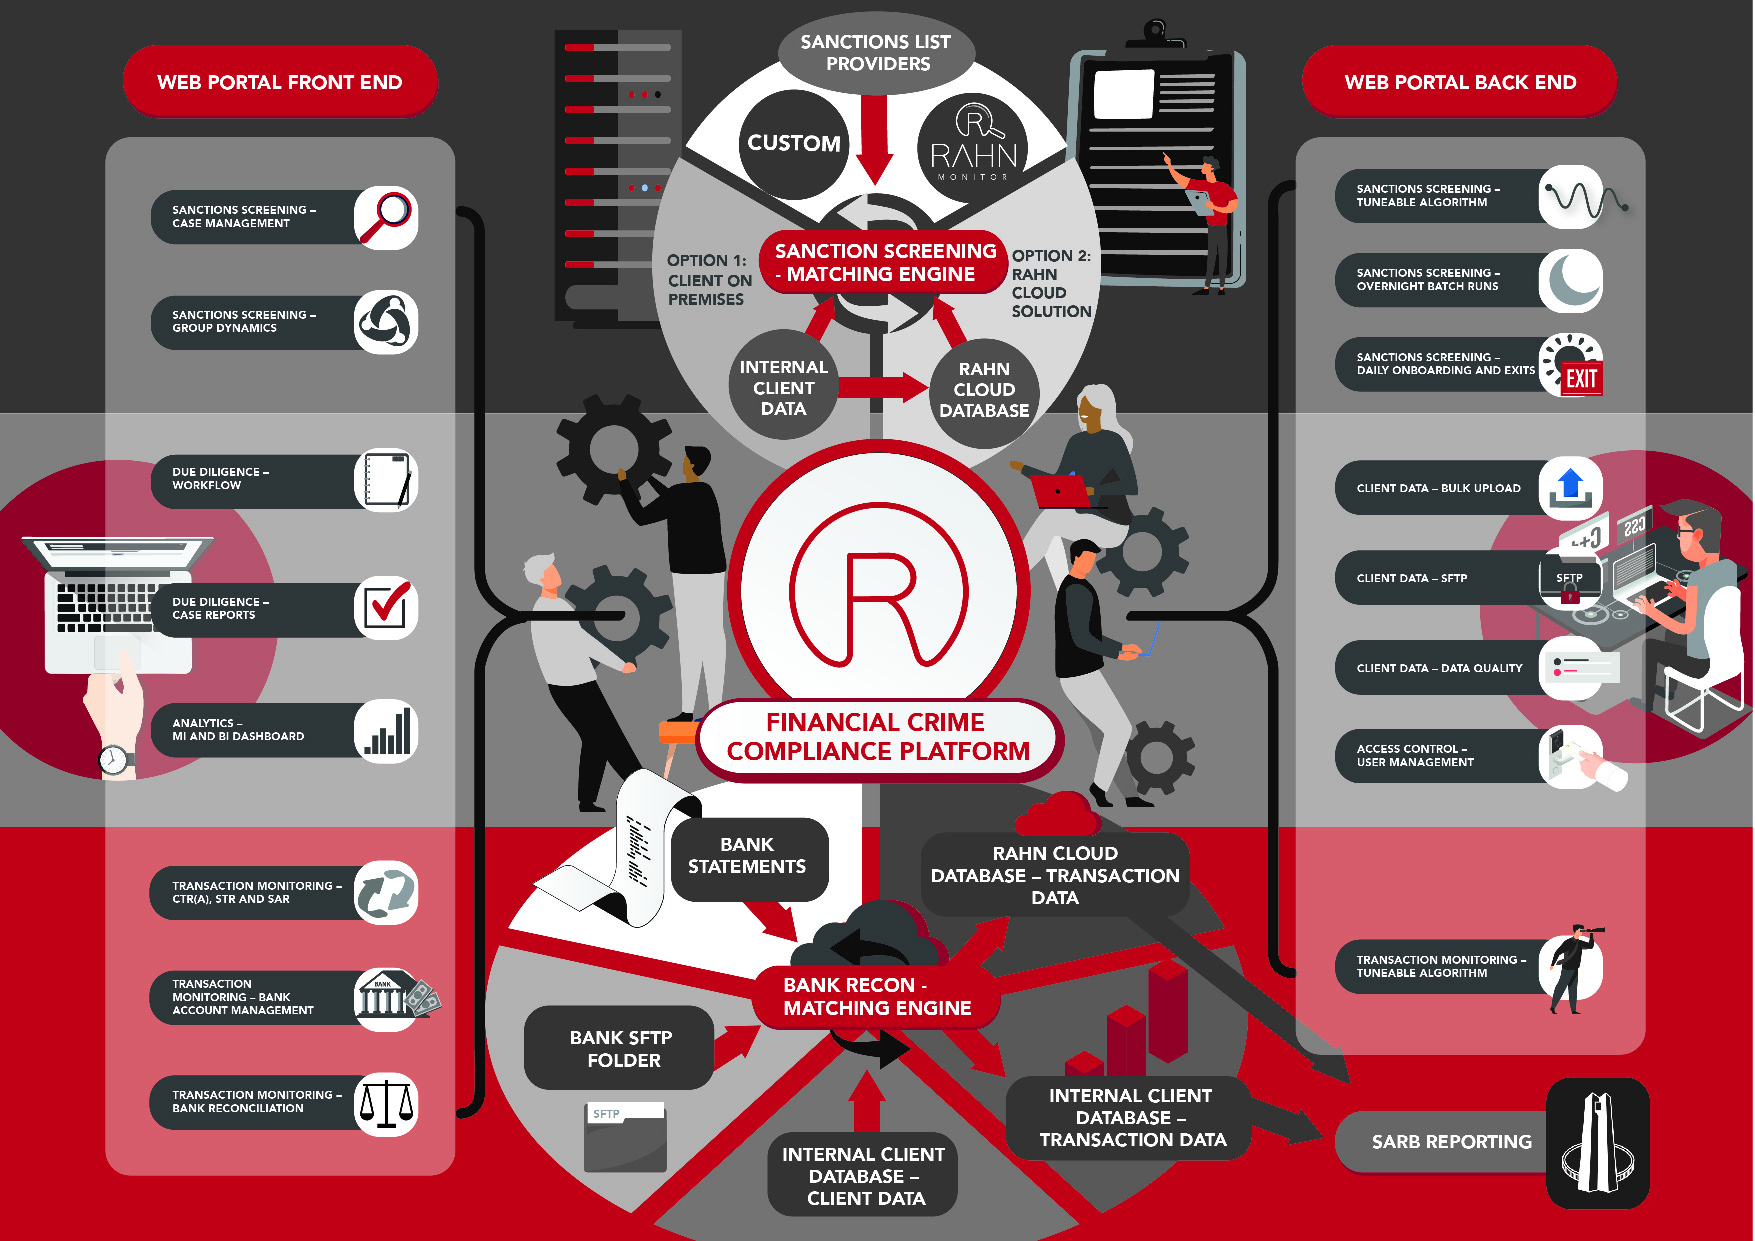 WEB PORTAL FRONT END
SANCTIONS SCREENING –
CASE MANAGEMENT
SANCTIONS SCREENING –
GROUP DYNAMICS
DUE DILIGENCE –
WORKFLOW
DUE DILIGENCE –
CASE REPORTS
ANALYTICS –
MI AND BI DASHBOARD
TRANSACTION MONITORING –
CTR(A), STR AND SAR
TRANSACTION
MONITORING – BANK
ACCOUNT MANAGEMENT
BANK
TRANSACTION MONITORING –
BANK RECONCILIATION
SANCTIONS LIST
PROVIDERS
CUSTOM
R
RAHN
MONITOR
SANCTION SCREENING
- MATCHING ENGINE
OPTION 1:
CLIENT ON
PREMISES
OPTION 2:
RAHN
CLOUD
SOLUTION
INTERNAL
CLIENT
DATA
RAHN
CLOUD
DATABASE
R
FINANCIAL CRIME
COMPLIANCE PLATFORM
BANK
STATEMENTS
RAHN CLOUD
DATABASE – TRANSACTION
DATA
BANK RECON -
MATCHING ENGINE
BANK SFTP
FOLDER
SFTP
INTERNAL CLIENT
DATABASE –
CLIENT DATA
INTERNAL CLIENT
DATABASE –
TRANSACTION DATA
WEB PORTAL BACK END
SANCTIONS SCREENING –
TUNEABLE ALGORITHM
SANCTIONS SCREENING –
OVERNIGHT BATCH RUNS
SANCTIONS SCREENING –
DAILY ONBOARDING AND EXITS
EXIT
CLIENT DATA – BULK UPLOAD
C++
CSS
CLIENT DATA – SFTP
SFTP
CLIENT DATA – DATA QUALITY
ACCESS CONTROL –
USER MANAGEMENT
TRANSACTION MONITORING –
TUNEABLE ALGORITHM
SARB REPORTING